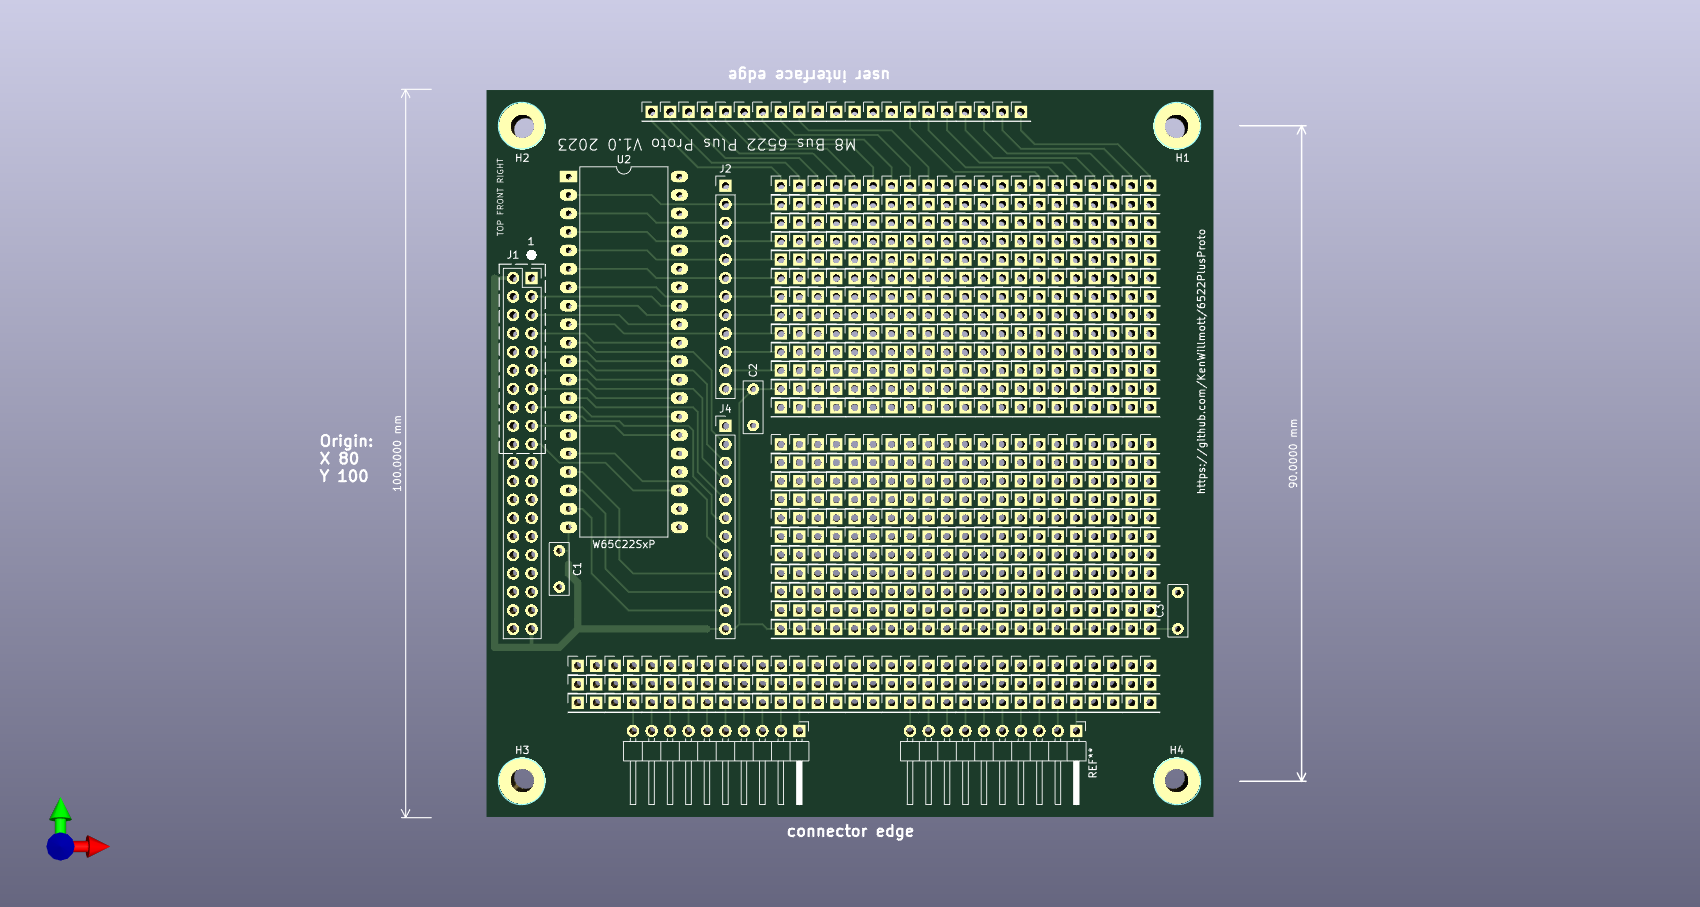 user interface edge
M8 Bus 6522 Plus Proto V1.0 2023
H2
H1
U2
J2
TOP FRONT RIGHT
1
J1
https://github.com/KenWillmott/6522PlusProto
C2
J4
Origin:
X 80
Y 100
100.0000 mm
90.0000 mm
W65C22SxP
C1
C3
H3
H4
REF**
connector edge